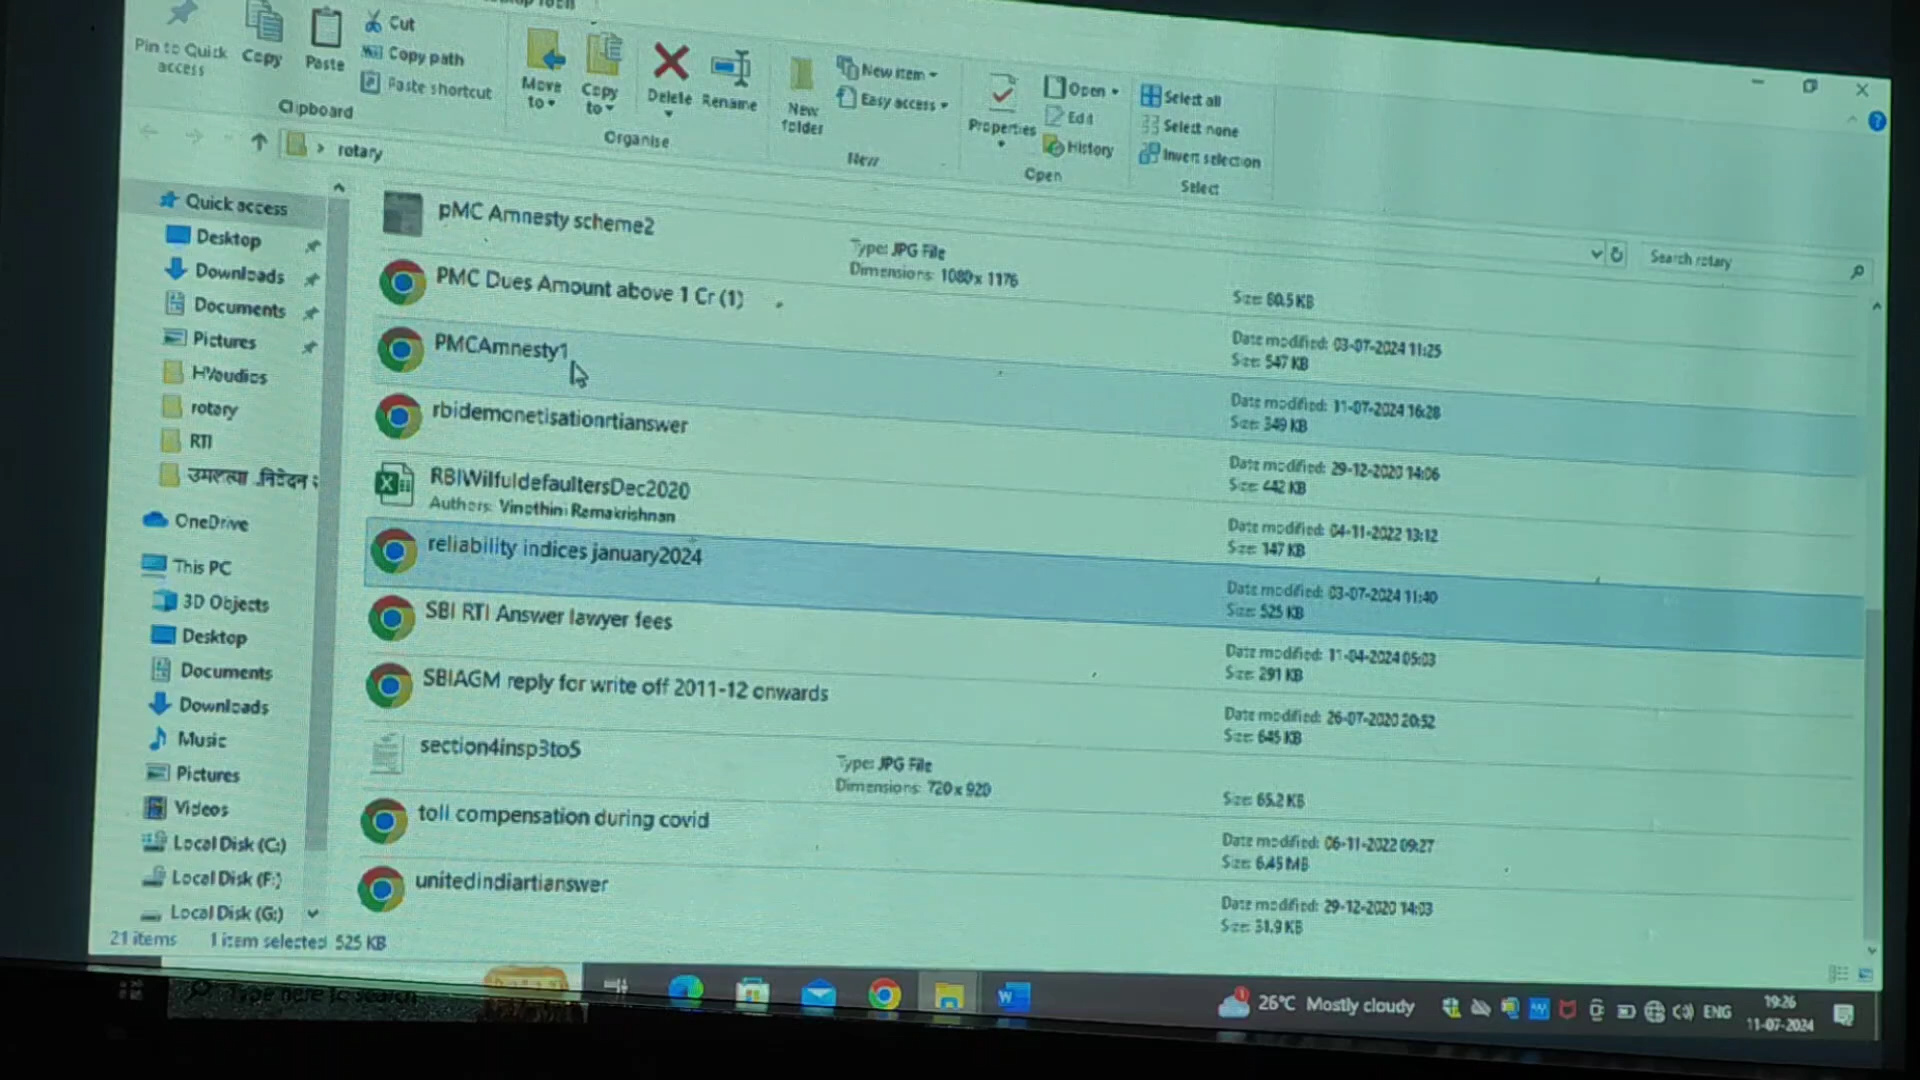 Pin to Quick access
Copy
Paste
Cut
Copy path
Paste shortcut
Clipboard
Move to
Copy to
Delete
Rename
Organise
New folder
New item
Easy access
New
Properties
Open
Edit
History
Open
Select all
Select none
Invert selection
Select
rotary
Search rotary
Quick access
Desktop
Downloads
Documents
Pictures
rotary
RTI
OneDrive
This PC
3D Objects
Desktop
Documents
Downloads
Music
Pictures
Videos
Local Disk (C:)
Local Disk (F:)
Local Disk (G:)
pMC Amnesty scheme2
Type: JPG File
Dimensions: 1080 x 1176
Size: 80.5 KB
PMC Dues Amount above 1 Cr (1)
Date modified: 03-07-2024 11:25
Size: 547 KB
PMCAmnesty1
Date modified: 11-07-2024 16:28
Size: 349 KB
rbidemonetisationrtianswer
Date modified: 29-12-2020 14:06
Size: 442 KB
RBIWilfuldefaultersDec2020
Authors: Vinothini Ramakrishnan
Date modified: 04-11-2022 13:12
Size: 147 KB
reliability indices january2024
Date modified: 03-07-2024 11:40
Size: 525 KB
SBI RTI Answer lawyer fees
Date modified: 11-04-2024 05:03
Size: 291 KB
SBIAGM reply for write off 2011-12 onwards
Date modified: 26-07-2020 20:52
Size: 645 KB
section4insp3to5
Type: JPG File
Dimensions: 720 x 920
Size: 65.2 KB
toll compensation during covid
Date modified: 06-11-2022 09:27
Size: 6.45 MB
unitedindiartianswer
Date modified: 29-12-2020 14:03
Size: 31.9 KB
21 items 1 item selected 525 KB
Type here to search
26°C Mostly cloudy
ENG
19:26
11-07-2024